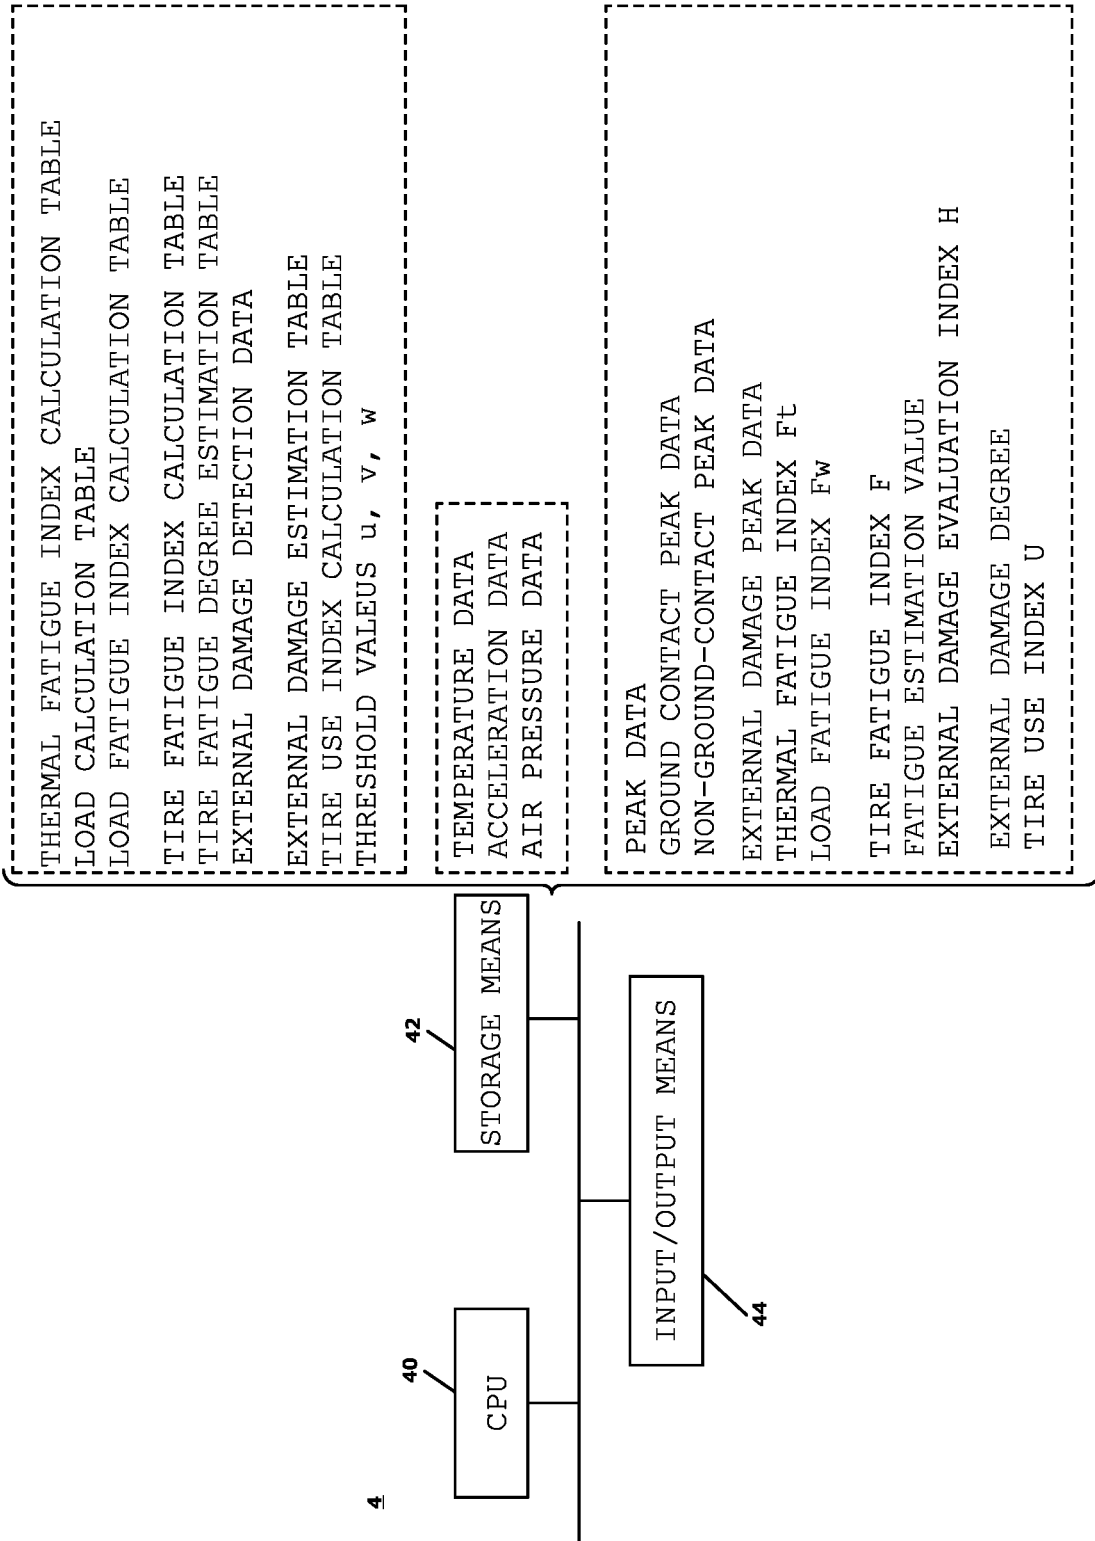 4
40
CPU
42
STORAGE MEANS
INPUT/OUTPUT MEANS
44
THERMAL FATIGUE INDEX CALCULATION TABLE
LOAD CALCULATION TABLE
LOAD FATIGUE INDEX CALCULATION TABLE
TIRE FATIGUE INDEX CALCULATION TABLE
TIRE FATIGUE DEGREE ESTIMATION TABLE
EXTERNAL DAMAGE DETECTION DATA
EXTERNAL DAMAGE ESTIMATION TABLE
TIRE USE INDEX CALCULATION TABLE
THRESHOLD VALEUS u, v, w
TEMPERATURE DATA
ACCELERATION DATA
AIR PRESSURE DATA
PEAK DATA
GROUND CONTACT PEAK DATA
NON-GROUND-CONTACT PEAK DATA
EXTERNAL DAMAGE PEAK DATA
THERMAL FATIGUE INDEX Ft
LOAD FATIGUE INDEX Fw
TIRE FATIGUE INDEX F
FATIGUE ESTIMATION VALUE
EXTERNAL DAMAGE EVALUATION INDEX H
EXTERNAL DAMAGE DEGREE
TIRE USE INDEX U